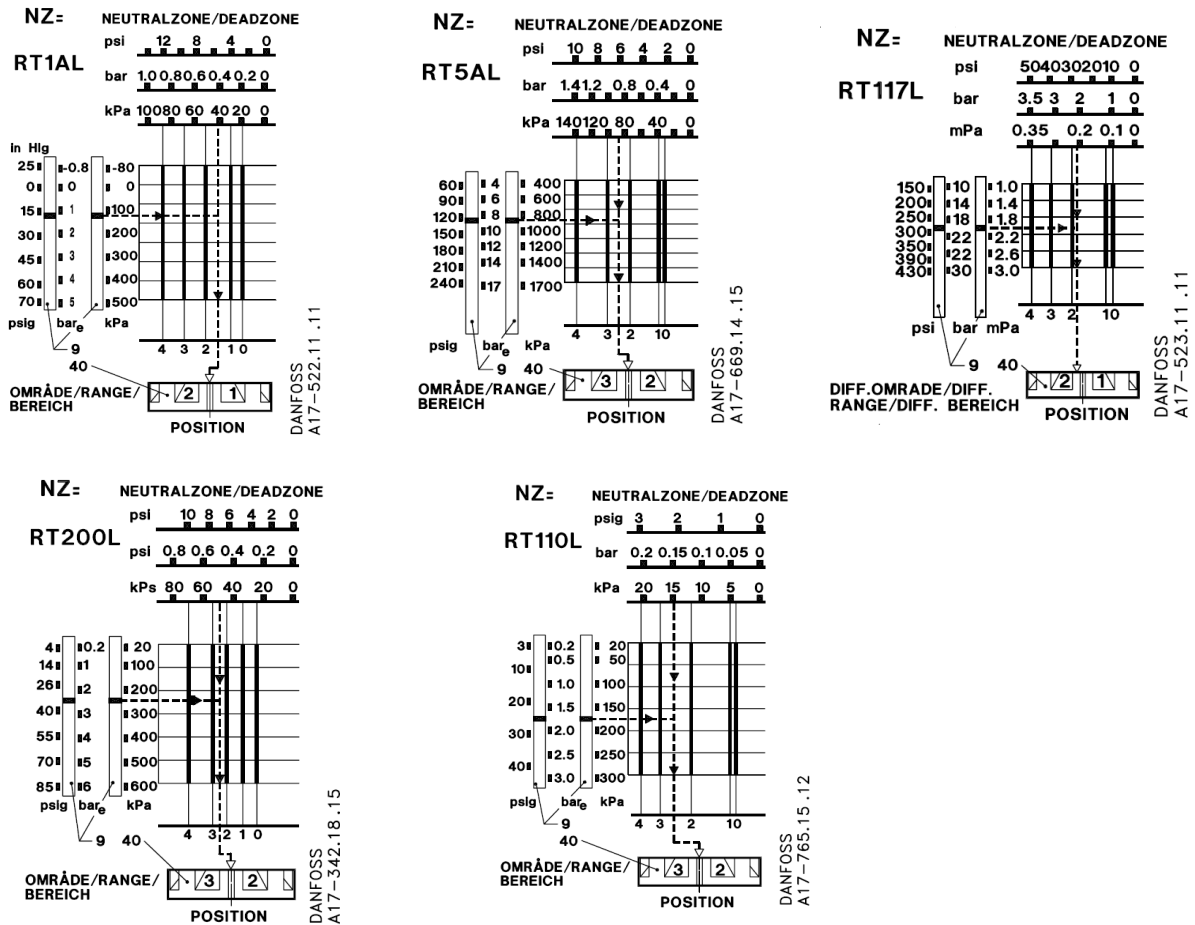 NZ= NEUTRALZONE/DEADZONE
RT1AL
psi 12 8 4 0
bar 1.0 0.8 0.6 0.4 0.2 0
kPa 100 80 60 40 20 0
in Hlg
25 -0.8 -80
0 0 0
15 1 100
30 2 200
45 3 300
60 4 400
70 5 500
psig bare kPa
4 3 2 1 0
9
40
2 1
OMRÅDE/RANGE/
BEREICH
POSITION
DANFOSS
A17-522.11.11
NZ= NEUTRALZONE/DEADZONE
RT5AL
psi 10 8 6 4 2 0
bar 1.4 1.2 0.8 0.4 0
kPa 140 120 80 40 0
60 4 400
90 6 600
120 8 800
150 10 1000
180 12 1200
210 14 1400
240 17 1700
psig bare kPa
4 3 2 1 0
9
40
3 2
OMRÅDE/RANGE/
BEREICH
POSITION
DANFOSS
A17-669.14.15
NZ= NEUTRALZONE/DEADZONE
RT117L
psi 50 40 30 20 10 0
bar 3.5 3 2 1 0
mPa 0.35 0.2 0.1 0
150 10 1.0
200 14 1.4
250 18 1.8
300 22 2.2
350 22 2.6
390 30 3.0
430
psi bar mPa
4 3 2 1 0
9
40
2 1
DIFF.OMRADE/DIFF.
RANGE/DIFF. BEREICH
POSITION
DANFOSS
A17-523.11.11
NZ= NEUTRALZONE/DEADZONE
RT200L
psi 10 8 6 4 2 0
psi 0.8 0.6 0.4 0.2 0
kPs 80 60 40 20 0
4 0.2 20
14 1 100
26 2 200
40 3 300
55 4 400
70 5 500
85 6 600
psig bare kPa
4 3 2 1 0
9
40
3 2
OMRÅDE/RANGE/
BEREICH
POSITION
DANFOSS
A17-342.18.15
NZ= NEUTRALZONE/DEADZONE
RT110L
psig 3 2 1 0
bar 0.2 0.15 0.1 0.05 0
kPa 20 15 10 5 0
3 0.2 20
10 0.5 50
20 1.0 100
30 1.5 150
40 2.0 200
2.5 250
3.0 300
psig bare kPa
4 3 2 1 0
9
40
3 2
OMRÅDE/RANGE/
BEREICH
POSITION
DANFOSS
A17-765.15.12